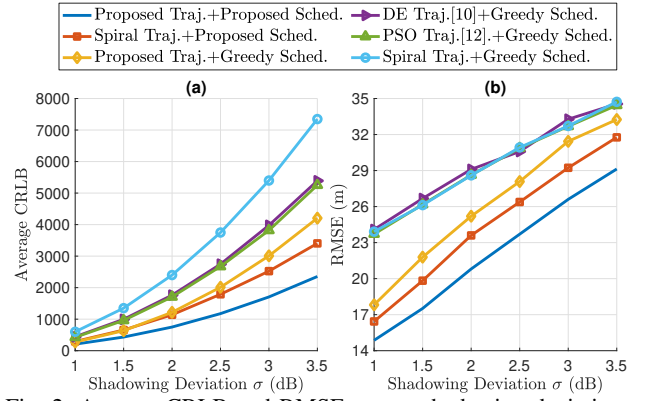 Proposed Traj.+Proposed Sched.
Spiral Traj.+Proposed Sched.
Proposed Traj.+Greedy Sched.
DE Traj.[10]+Greedy Sched.
PSO Traj.[12].+Greedy Sched.
Spiral Traj.+Greedy Sched.
(a)
8000
7000
6000
5000
4000
3000
2000
1000
0
Average CRLB
1 1.5 2 2.5 3 3.5
Shadowing Deviation σ (dB)
(b)
35
32
29
26
23
20
17
14
RMSE (m)
1 1.5 2 2.5 3 3.5
Shadowing Deviation σ (dB)